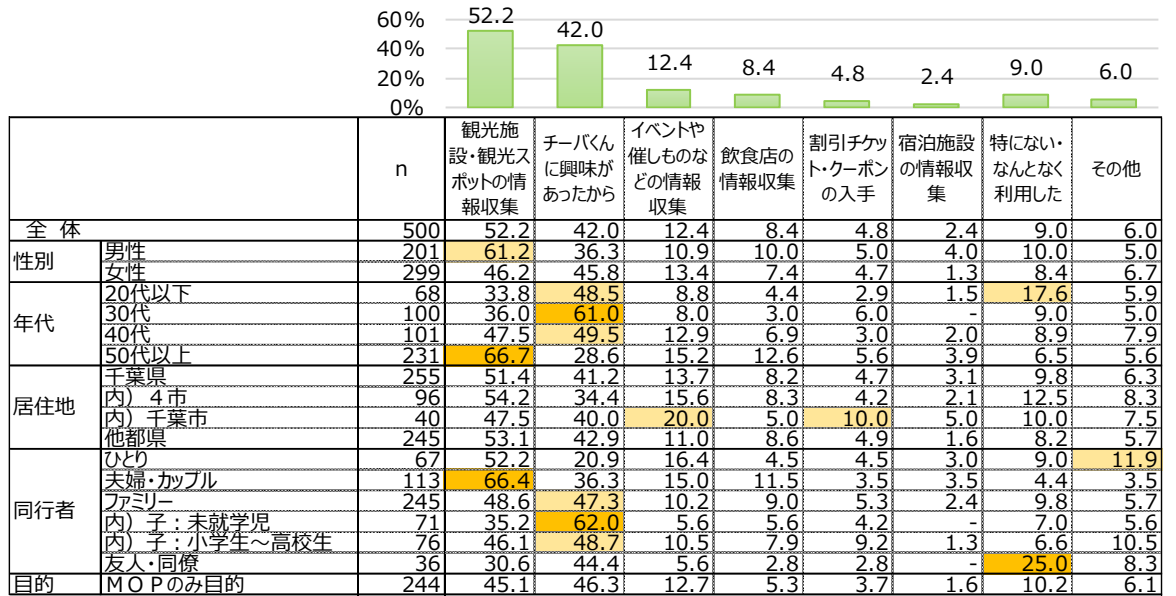 60%
40%
20%
0%
52.2 42.0 12.4 8.4 4.8 2.4 9.0 6.0
n 観光施設・観光スポットの情報収集 チーバくんに興味があったから イベントや催しものなどの情報収集 飲食店の情報収集 割引チケット・クーポンの入手 宿泊施設の情報収集 特にない・なんとなく利用した その他
全 体 500 52.2 42.0 12.4 8.4 4.8 2.4 9.0 6.0
性別 男性 201 61.2 36.3 10.9 10.0 5.0 4.0 10.0 5.0
女性 299 46.2 45.8 13.4 7.4 4.7 1.3 8.4 6.7
年代 20代以下 68 33.8 48.5 8.8 4.4 2.9 1.5 17.6 5.9
30代 100 36.0 61.0 8.0 3.0 6.0 - 9.0 5.0
40代 101 47.5 49.5 12.9 6.9 3.0 2.0 8.9 7.9
50代以上 231 66.7 28.6 15.2 12.6 5.6 3.9 6.5 5.6
居住地 千葉県 255 51.4 41.2 13.7 8.2 4.7 3.1 9.8 6.3
内）４市 96 54.2 34.4 15.6 8.3 4.2 2.1 12.5 8.3
内）千葉市 40 47.5 40.0 20.0 5.0 10.0 5.0 10.0 7.5
他都県 245 53.1 42.9 11.0 8.6 4.9 1.6 8.2 5.7
同行者 ひとり 67 52.2 20.9 16.4 4.5 4.5 3.0 9.0 11.9
夫婦・カップル 113 66.4 36.3 15.0 11.5 3.5 3.5 4.4 3.5
ファミリー 245 48.6 47.3 10.2 9.0 5.3 2.4 9.8 5.7
内）子：未就学児 71 35.2 62.0 5.6 5.6 4.2 - 7.0 5.6
内）子：小学生～高校生 76 46.1 48.7 10.5 7.9 9.2 1.3 6.6 10.5
友人・同僚 36 30.6 44.4 5.6 2.8 2.8 - 25.0 8.3
目的 ＭＯＰのみ目的 244 45.1 46.3 12.7 5.3 3.7 1.6 10.2 6.1